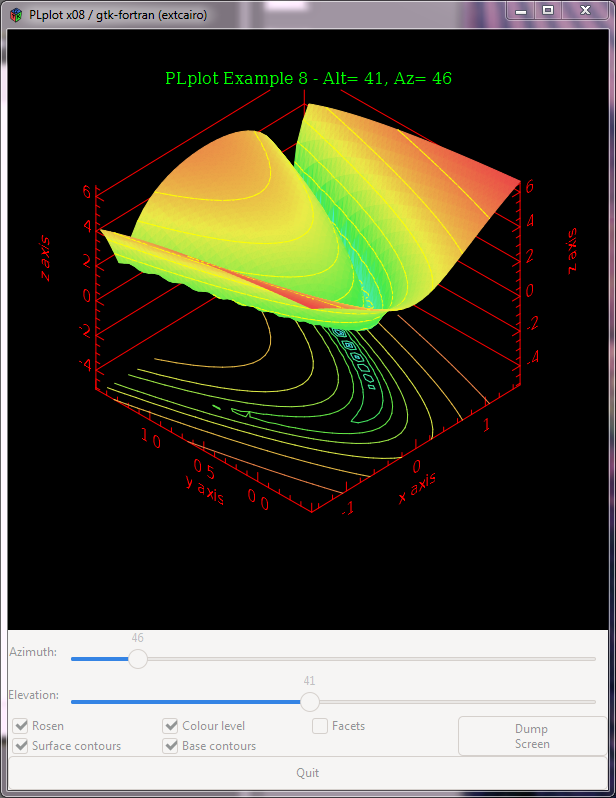 PLplot x08 / gtk-fortran (extcairo)
PLplot Example 8 - Alt= 41, Az= 46
6 6
4 4
2 2
0 0
-2 -2
-4 -4
z axis z axis
1 0 1
0 5 0
0 0 -1
y axis x axis
46
Azimuth:
41
Elevation:
Rosen Colour level Facets
Surface contours Base contours
Dump
Screen
Quit